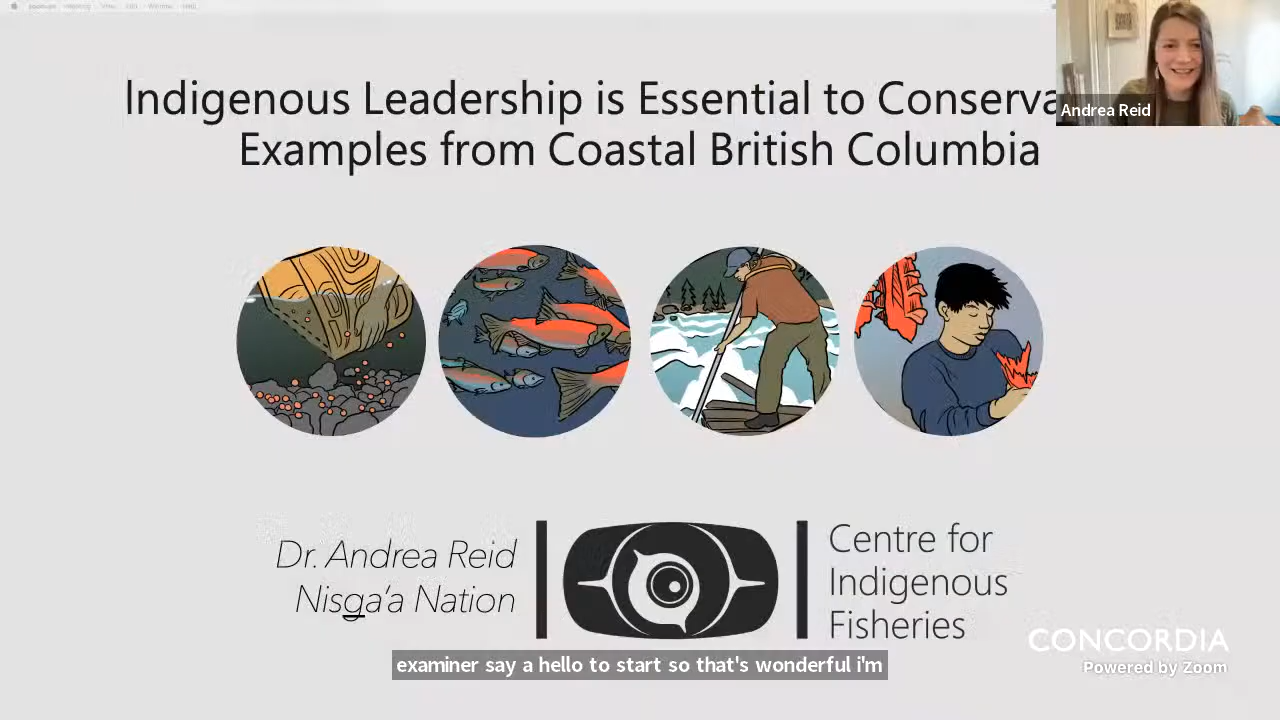 Indigenous Leadership is Essential to Conserva
Examples from Coastal British Columbia
Andrea Reid
Dr. Andrea Reid
Nisg̲a’a Nation
Centre for
Indigenous
Fisheries
CONCORDIA
Powered by Zoom
examiner say a hello to start so that's wonderful i'm